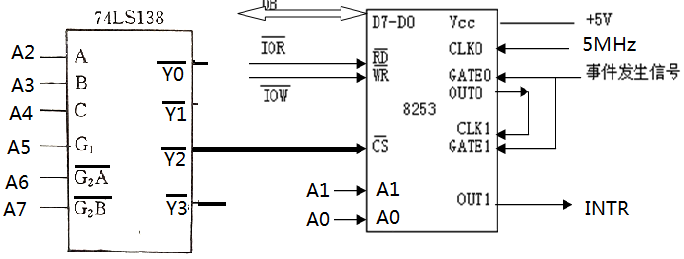 74LS138
DB
D7-D0 Vcc +5V
A2 A Y0 IOR RD CLK0 5MHz
A3 B IOW WR GATE0 事件发生信号
A4 C Y1 8253 OUT0
A5 G1 Y2 CS CLK1
GATE1
A6 G2A
A7 G2B Y3 A1 A1 OUT1 INTR
A0 A0